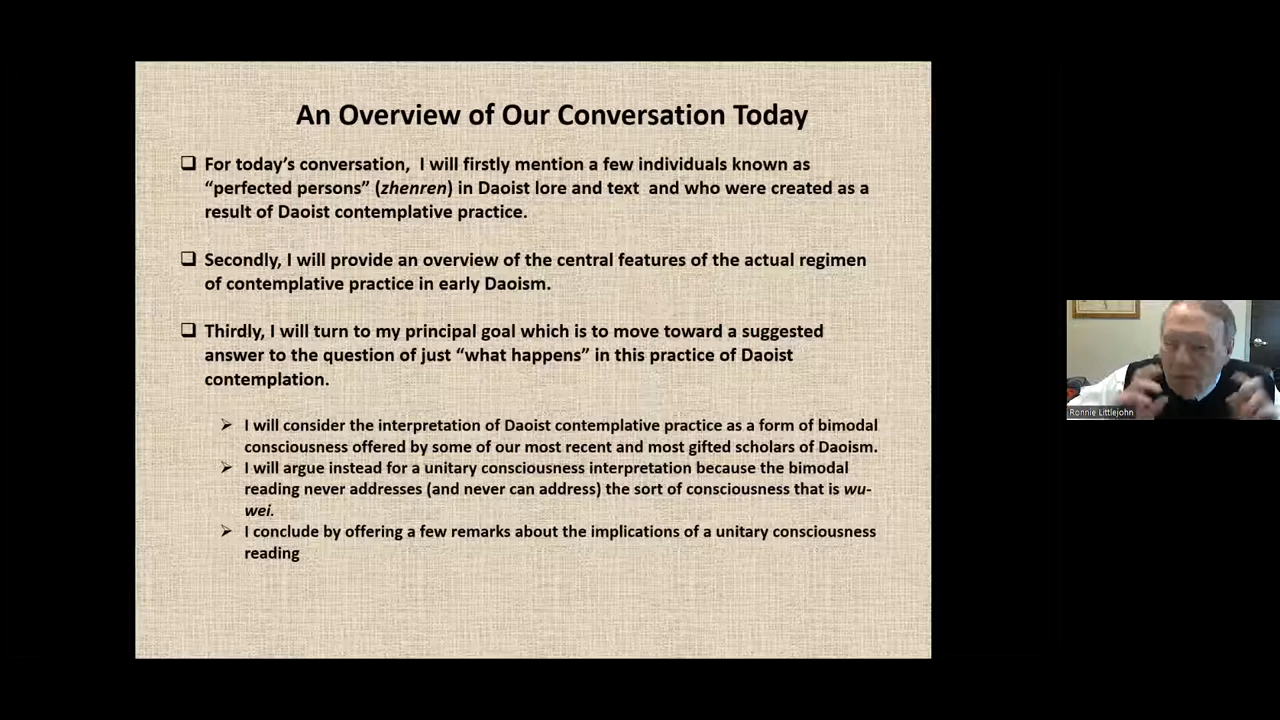 An Overview of Our Conversation Today
For today’s conversation, I will firstly mention a few individuals known as
“perfected persons” (zhenren) in Daoist lore and text and who were created as a
result of Daoist contemplative practice.
Secondly, I will provide an overview of the central features of the actual regimen
of contemplative practice in early Daoism.
Thirdly, I will turn to my principal goal which is to move toward a suggested
answer to the question of just “what happens” in this practice of Daoist
contemplation.
I will consider the interpretation of Daoist contemplative practice as a form of bimodal
consciousness offered by some of our most recent and most gifted scholars of Daoism.
I will argue instead for a unitary consciousness interpretation because the bimodal
reading never addresses (and never can address) the sort of consciousness that is wu-
wei.
I conclude by offering a few remarks about the implications of a unitary consciousness
reading
Ronnie Littlejohn